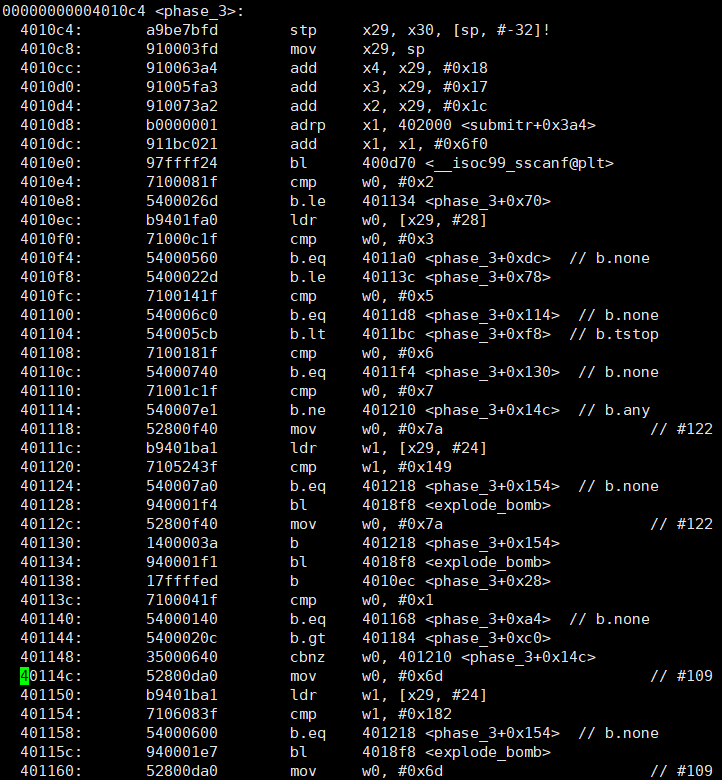 00000000004010c4 <phase_3>:
4010c4: a9be7bfd stp x29, x30, [sp, #-32]!
4010c8: 910003fd mov x29, sp
4010cc: 910063a4 add x4, x29, #0x18
4010d0: 91005fa3 add x3, x29, #0x17
4010d4: 910073a2 add x2, x29, #0x1c
4010d8: b0000001 adrp x1, 402000 <submitr+0x3a4>
4010dc: 911bc021 add x1, x1, #0x6f0
4010e0: 97ffff24 bl 400d70 <__isoc99_sscanf@plt>
4010e4: 7100081f cmp w0, #0x2
4010e8: 5400026d b.le 401134 <phase_3+0x70>
4010ec: b9401fa0 ldr w0, [x29, #28]
4010f0: 71000c1f cmp w0, #0x3
4010f4: 54000560 b.eq 4011a0 <phase_3+0xdc> // b.none
4010f8: 5400022d b.le 40113c <phase_3+0x78>
4010fc: 7100141f cmp w0, #0x5
401100: 540006c0 b.eq 4011d8 <phase_3+0x114> // b.none
401104: 540005cb b.lt 4011bc <phase_3+0xf8> // b.tstop
401108: 7100181f cmp w0, #0x6
40110c: 54000740 b.eq 4011f4 <phase_3+0x130> // b.none
401110: 71001c1f cmp w0, #0x7
401114: 540007e1 b.ne 401210 <phase_3+0x14c> // b.any
401118: 52800f40 mov w0, #0x7a // #122
40111c: b9401ba1 ldr w1, [x29, #24]
401120: 7105243f cmp w1, #0x149
401124: 540007a0 b.eq 401218 <phase_3+0x154> // b.none
401128: 940001f4 bl 4018f8 <explode_bomb>
40112c: 52800f40 mov w0, #0x7a // #122
401130: 1400003a b 401218 <phase_3+0x154>
401134: 940001f1 bl 4018f8 <explode_bomb>
401138: 17ffffed b 4010ec <phase_3+0x28>
40113c: 7100041f cmp w0, #0x1
401140: 54000140 b.eq 401168 <phase_3+0xa4> // b.none
401144: 5400020c b.gt 401184 <phase_3+0xc0>
401148: 35000640 cbnz w0, 401210 <phase_3+0x14c>
40114c: 52800da0 mov w0, #0x6d // #109
401150: b9401ba1 ldr w1, [x29, #24]
401154: 7106083f cmp w1, #0x182
401158: 54000600 b.eq 401218 <phase_3+0x154> // b.none
40115c: 940001e7 bl 4018f8 <explode_bomb>
401160: 52800da0 mov w0, #0x6d // #109